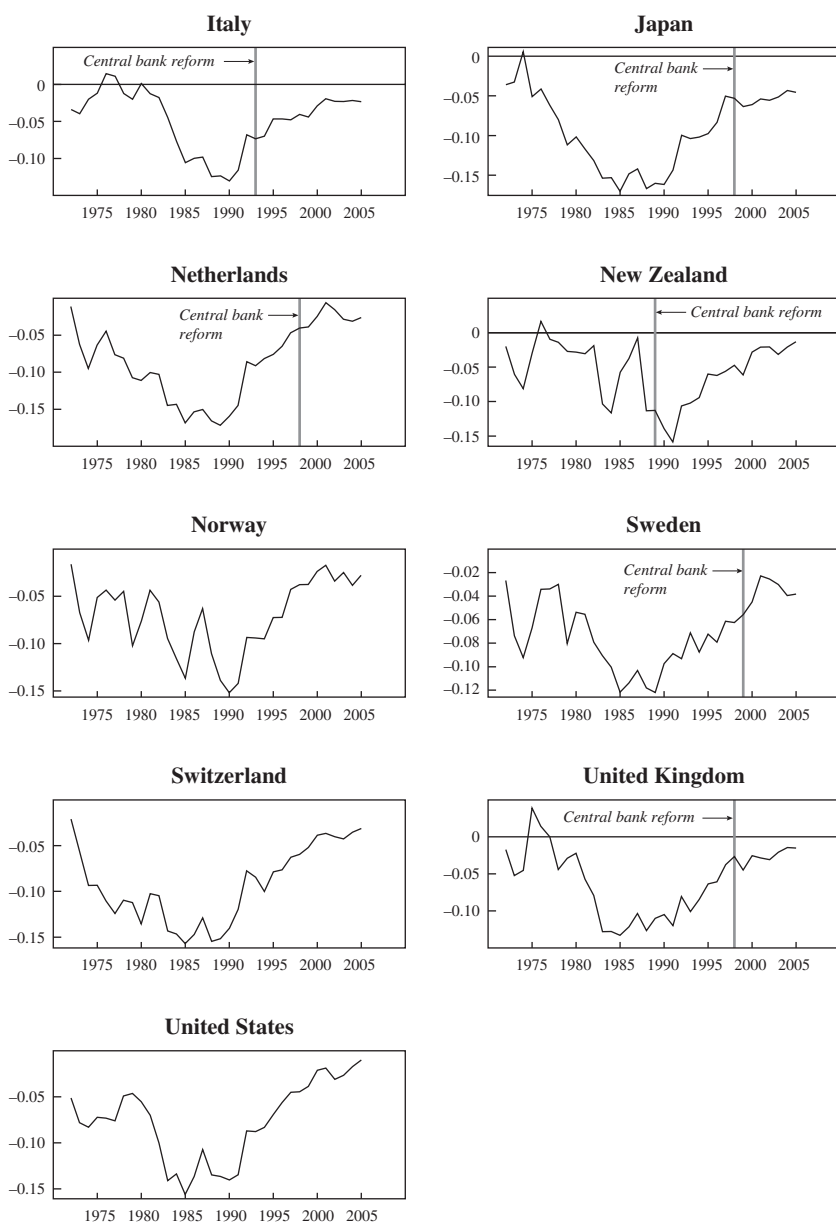 Italy
Central bank reform
0
–0.05
–0.10
1975 1980 1985 1990 1995 2000 2005
Japan
Central bank
reform
0
–0.05
–0.10
–0.15
1975 1980 1985 1990 1995 2000 2005
Netherlands
Central bank
reform
–0.05
–0.10
–0.15
1975 1980 1985 1990 1995 2000 2005
New Zealand
Central bank reform
0
–0.05
–0.10
–0.15
1975 1980 1985 1990 1995 2000 2005
Norway
–0.05
–0.10
–0.15
1975 1980 1985 1990 1995 2000 2005
Sweden
Central bank
reform
–0.02
–0.04
–0.06
–0.08
–0.10
–0.12
1975 1980 1985 1990 1995 2000 2005
Switzerland
–0.05
–0.10
–0.15
1975 1980 1985 1990 1995 2000 2005
United Kingdom
Central bank reform
0
–0.05
–0.10
1975 1980 1985 1990 1995 2000 2005
United States
–0.05
–0.10
–0.15
1975 1980 1985 1990 1995 2000 2005